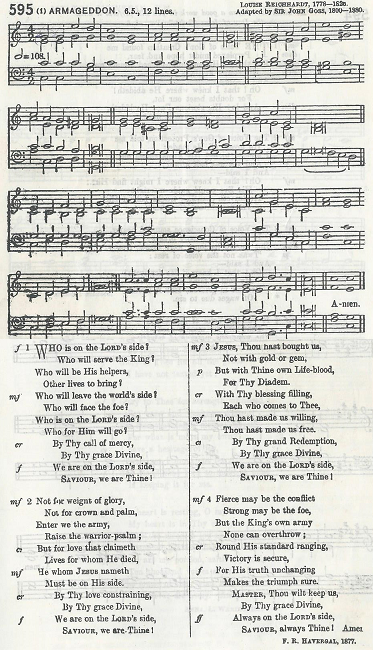 595 (1) ARMAGEDDON. 6.5., 12 lines.
LOUISE REICHARDT, 1778—1826.
Adapted by SIR JOHN GOSS, 1800—1880.
=108.
A-men.
f 1 WHO is on the LORD's side?
Who will serve the King?
Who will be His helpers,
Other lives to bring?
mf Who will leave the world's side?
Who will face the foe?
Who is on the LORD's side?
Who for Him will go?
cr By Thy call of mercy,
By Thy grace Divine,
f We are on the LORD's side,
SAVIOUR, we are Thine!
mf 2 Not for weight of glory,
Not for crown and palm,
Enter we the army,
Raise the warrior-psalm;
cr But for love that claimeth
Lives for whom He died,
mf He whom JESUS nameth
Must be on His side.
cr By Thy love constraining,
By Thy grace Divine,
f We are on the LORD's side,
SAVIOUR, we are Thine!
mf 3 JESUS, Thou hast bought us,
Not with gold or gem,
p But with Thine own Life-blood,
For Thy Diadem.
cr With Thy blessing filling,
Each who comes to Thee,
mf Thou hast made us willing,
Thou hast made us free.
cr By Thy grand Redemption,
By Thy grace Divine,
f We are on the LORD's side,
SAVIOUR, we are Thine!
mf 4 Fierce may be the conflict
Strong may be the foe,
But the King's own army
None can overthrow;
cr Round His standard ranging,
Victory is secure,
f For His truth unchanging
Makes the triumph sure.
MASTER, Thou wilt keep us,
By Thy grace Divine,
ff Always on the LORD's side,
SAVIOUR, always Thine! Amen
F. R. HAVERGAL, 1877.